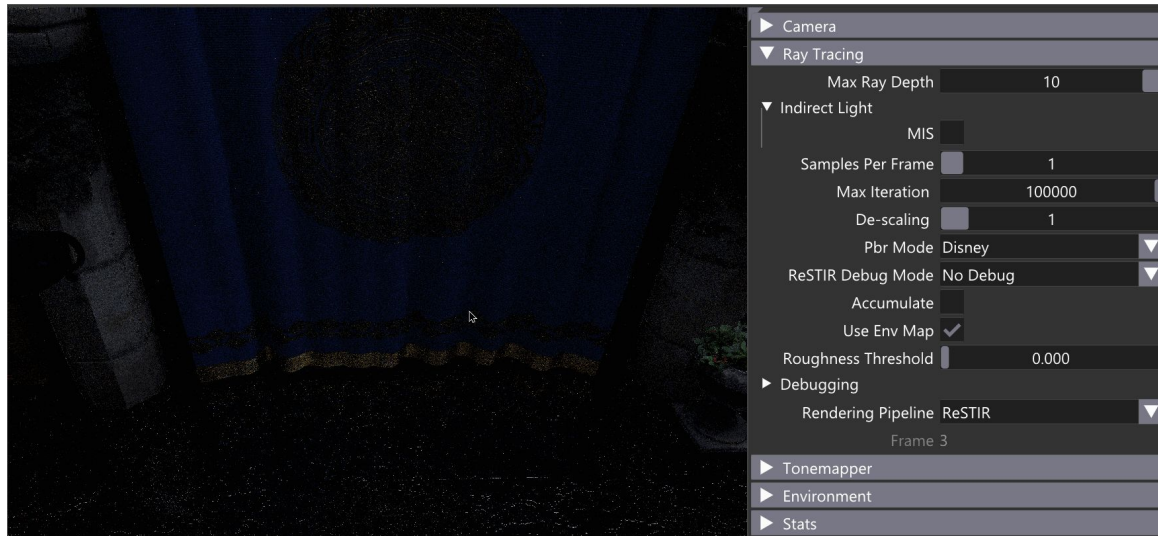 Camera
Ray Tracing
Max Ray Depth 10
Indirect Light
MIS
Samples Per Frame 1
Max Iteration 100000
De-scaling 1
Pbr Mode Disney
ReSTIR Debug Mode No Debug
Accumulate
Use Env Map
Roughness Threshold 0.000
Debugging
Rendering Pipeline ReSTIR
Frame 3
Tonemapper
Environment
Stats